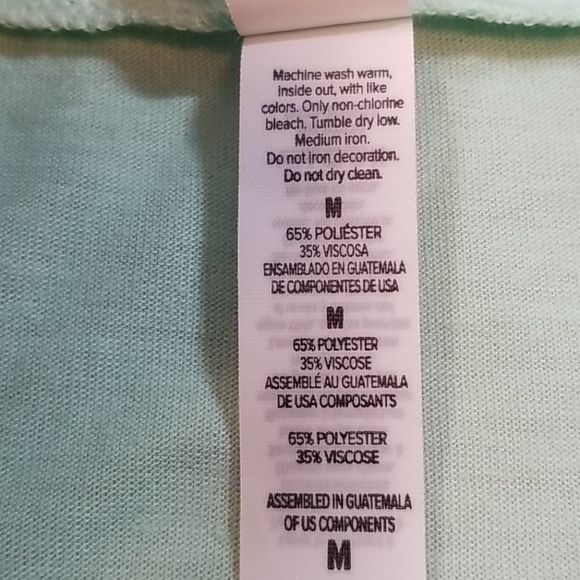 Machine wash warm,
inside out, with like
colors. Only non-chlorine
bleach. Tumble dry low.
Medium iron.
Do not iron decoration.
Do not dry clean.
M
65% POLIÉSTER
35% VISCOSA
ENSAMBLADO EN GUATEMALA
DE COMPONENTES DE USA
M
65% POLYESTER
35% VISCOSE
ASSEMBLÉ AU GUATEMALA
DE USA COMPOSANTS
65% POLYESTER
35% VISCOSE
ASSEMBLED IN GUATEMALA
OF US COMPONENTS
M